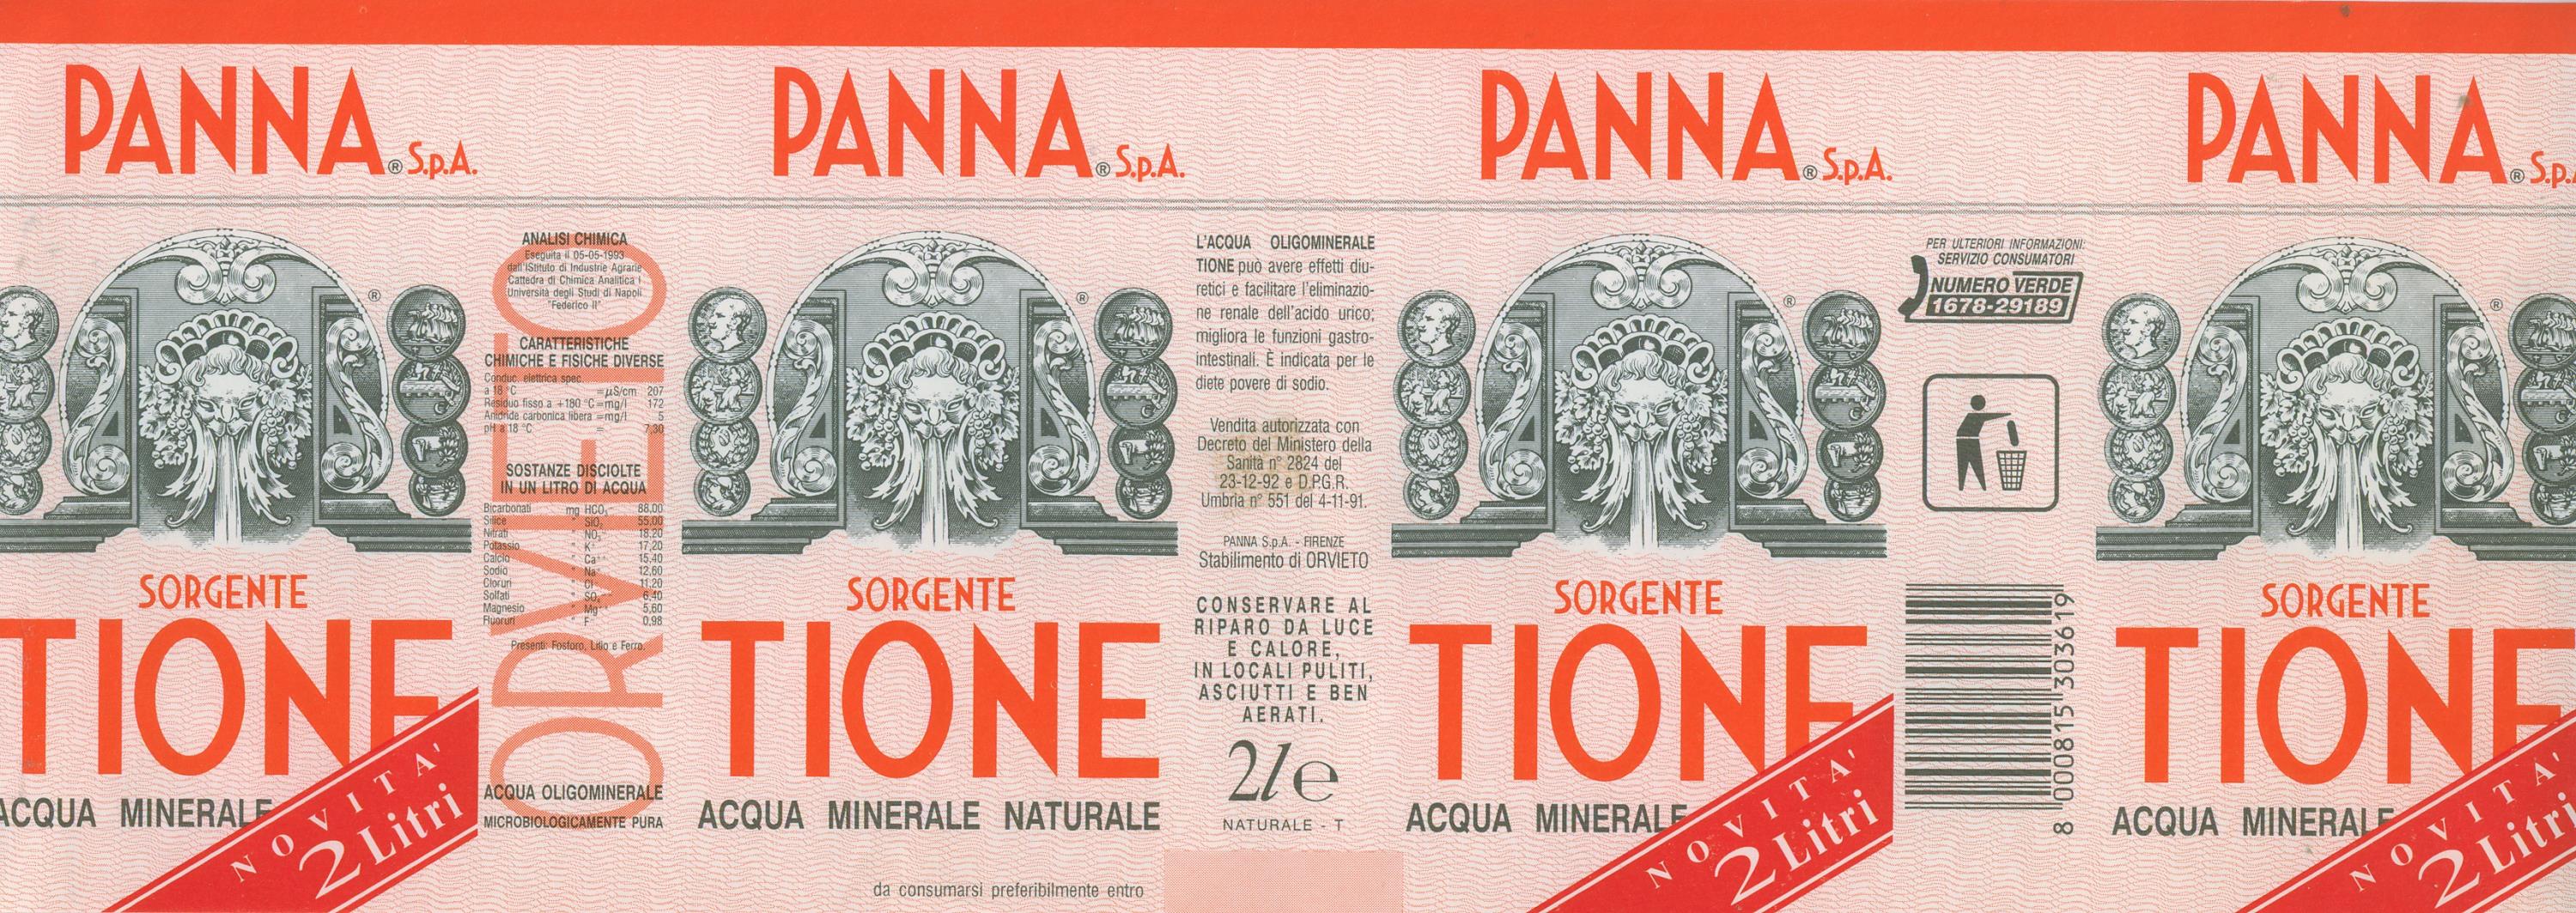 PANNA® S.p.A.
PANNA® S.p.A.
PANNA® S.p.A.
PANNA® S.p.
®
SORGENTE
TIONE
ACQUA MINERALE
NOVITA'
2 Litri
ORVIETO
ANALISI CHIMICA
Eseguita il 05-05-1993
dall'Istituto di Industrie Agrarie
Cattedra di Chimica Analitica I
Università degli Studi di Napoli
"Federico II"
CARATTERISTICHE
CHIMICHE E FISICHE DIVERSE
Conduc. elettrica spec.
a 18 °C =µS/cm 207
Residuo fisso a +180 °C =mg/l 172
Anidride carbonica libera =mg/l 5
pH a 18 °C = 7,30
SOSTANZE DISCIOLTE
IN UN LITRO DI ACQUA
Bicarbonati mg HCO₃⁻ 88,00
Silice " SiO₂ 55,00
Nitrati " NO₃⁻ 18,20
Potassio " K⁺ 17,20
Calcio " Ca⁺⁺ 15,40
Sodio " Na⁺ 12,60
Cloruri " Cl⁻ 11,20
Solfati " SO₄⁻⁻ 6,40
Magnesio " Mg⁺⁺ 5,60
Fluoruri " F⁻ 0,98
Presenti: Fosforo, Litio e Ferro.
ACQUA OLIGOMINERALE
MICROBIOLOGICAMENTE PURA
®
SORGENTE
TIONE
ACQUA MINERALE NATURALE
da consumarsi preferibilmente entro
L'ACQUA OLIGOMINERALE
TIONE può avere effetti diu-
retici e facilitare l'eliminazio-
ne renale dell'acido urico;
migliora le funzioni gastro-
intestinali. È indicata per le
diete povere di sodio.
Vendita autorizzata con
Decreto del Ministero della
Sanità n° 2824 del
23-12-92 e D.P.G.R.
Umbria n° 551 del 4-11-91.
PANNA S.p.A. - FIRENZE
Stabilimento di ORVIETO
CONSERVARE AL
RIPARO DA LUCE
E CALORE,
IN LOCALI PULITI,
ASCIUTTI E BEN
AERATI.
2l e
NATURALE - T
®
SORGENTE
TIONE
ACQUA MINERALE
NOVITA'
2 Litri
PER ULTERIORI INFORMAZIONI:
SERVIZIO CONSUMATORI
NUMERO VERDE
1678-29189
8 000815 303619
®
SORGENTE
TIONE
ACQUA MINERALE
NOVITA'
2 Litri